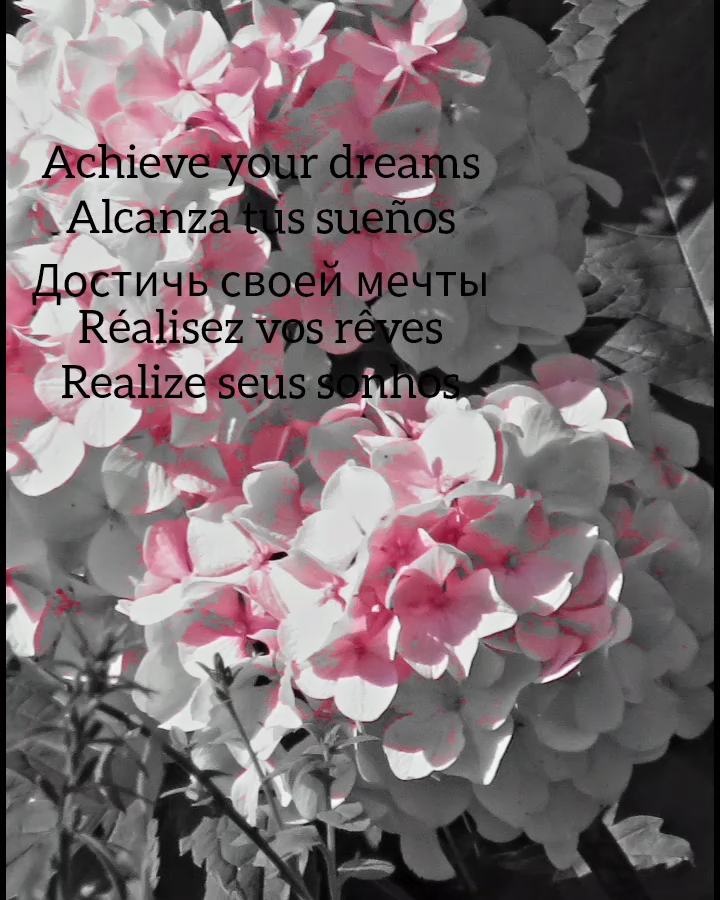 Achieve your dreams
Alcanza tus sueños
Достичь своей мечты
Réalisez vos rêves
Realize seus sonhos